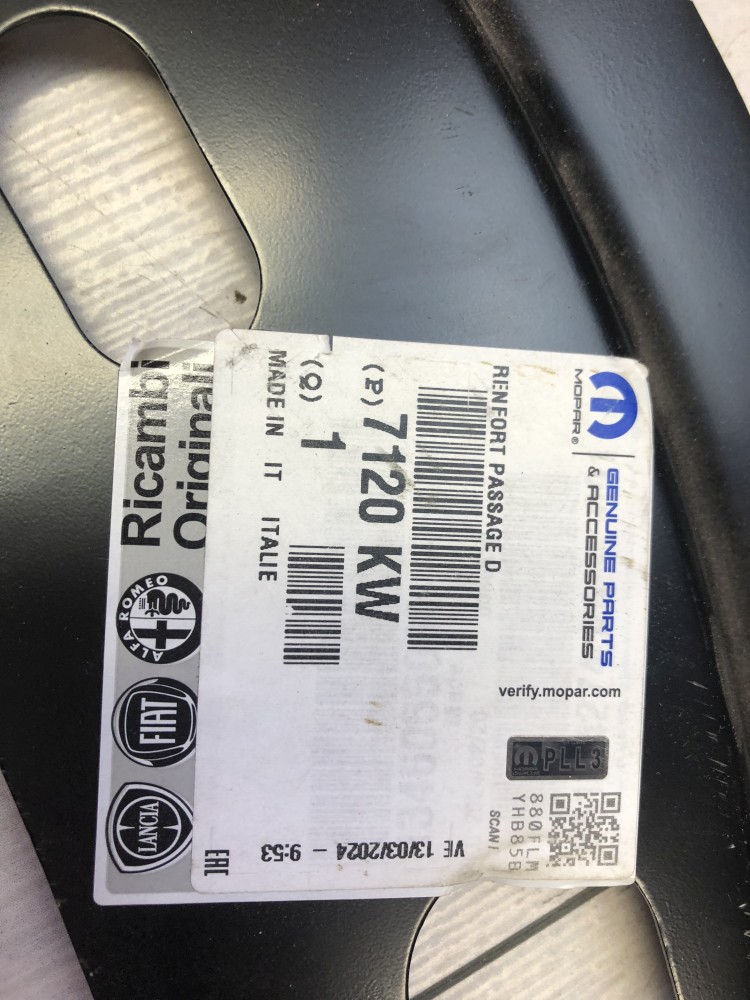 MOPAR®
GENUINE PARTS
& ACCESSORIES
RENFORT PASSAGE D
(P) 7120 KW
(Q) 1
MADE IN IT ITALIE
verify.mopar.com
PLL3
880FLM
YHB85B
SCAN
VE 13/03/2024 - 9:53
EAC
Ricambi
Originali
ALFA ROMEO
FIAT
LANCIA